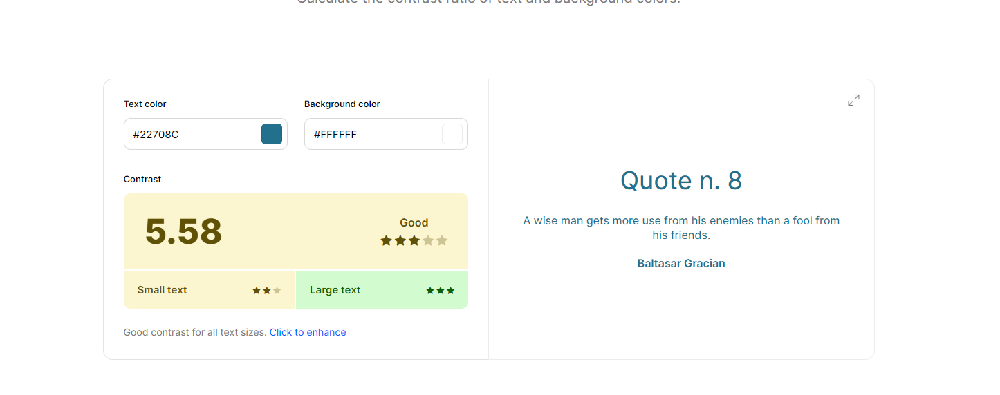 Calculate the contrast ratio of text and background colors.
Text color
Background color
#22708C
#FFFFFF
Contrast
5.58
Good
Small text
Large text
Good contrast for all text sizes. Click to enhance
Quote n. 8
A wise man gets more use from his enemies than a fool from
his friends.
Baltasar Gracian